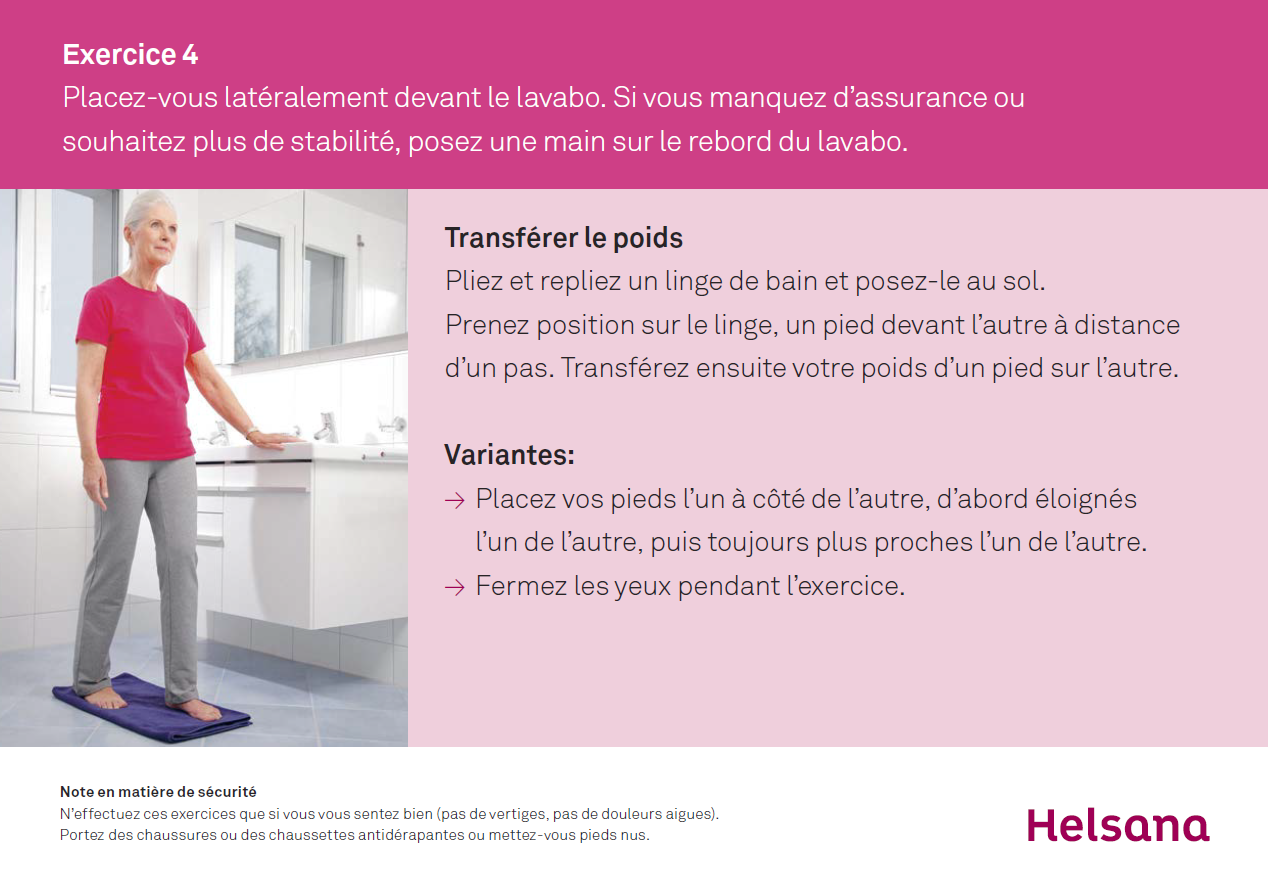 Exercice 4
Placez-vous latéralement devant le lavabo. Si vous manquez d’assurance ou
souhaitez plus de stabilité, posez une main sur le rebord du lavabo.
Transférer le poids
Pliez et repliez un linge de bain et posez-le au sol.
Prenez position sur le linge, un pied devant l’autre à distance
d’un pas. Transférez ensuite votre poids d’un pied sur l’autre.
Variantes:
→ Placez vos pieds l’un à côté de l’autre, d’abord éloignés
l’un de l’autre, puis toujours plus proches l’un de l’autre.
→ Fermez les yeux pendant l’exercice.
Note en matière de sécurité
N’effectuez ces exercices que si vous vous sentez bien (pas de vertiges, pas de douleurs aigues).
Portez des chaussures ou des chaussettes antidérapantes ou mettez-vous pieds nus.
Helsana